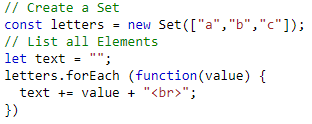 // Create a Set
const letters = new Set(["a","b","c"]);
// List all Elements
let text = "";
letters.forEach (function(value) {
  text += value + "<br>";
})